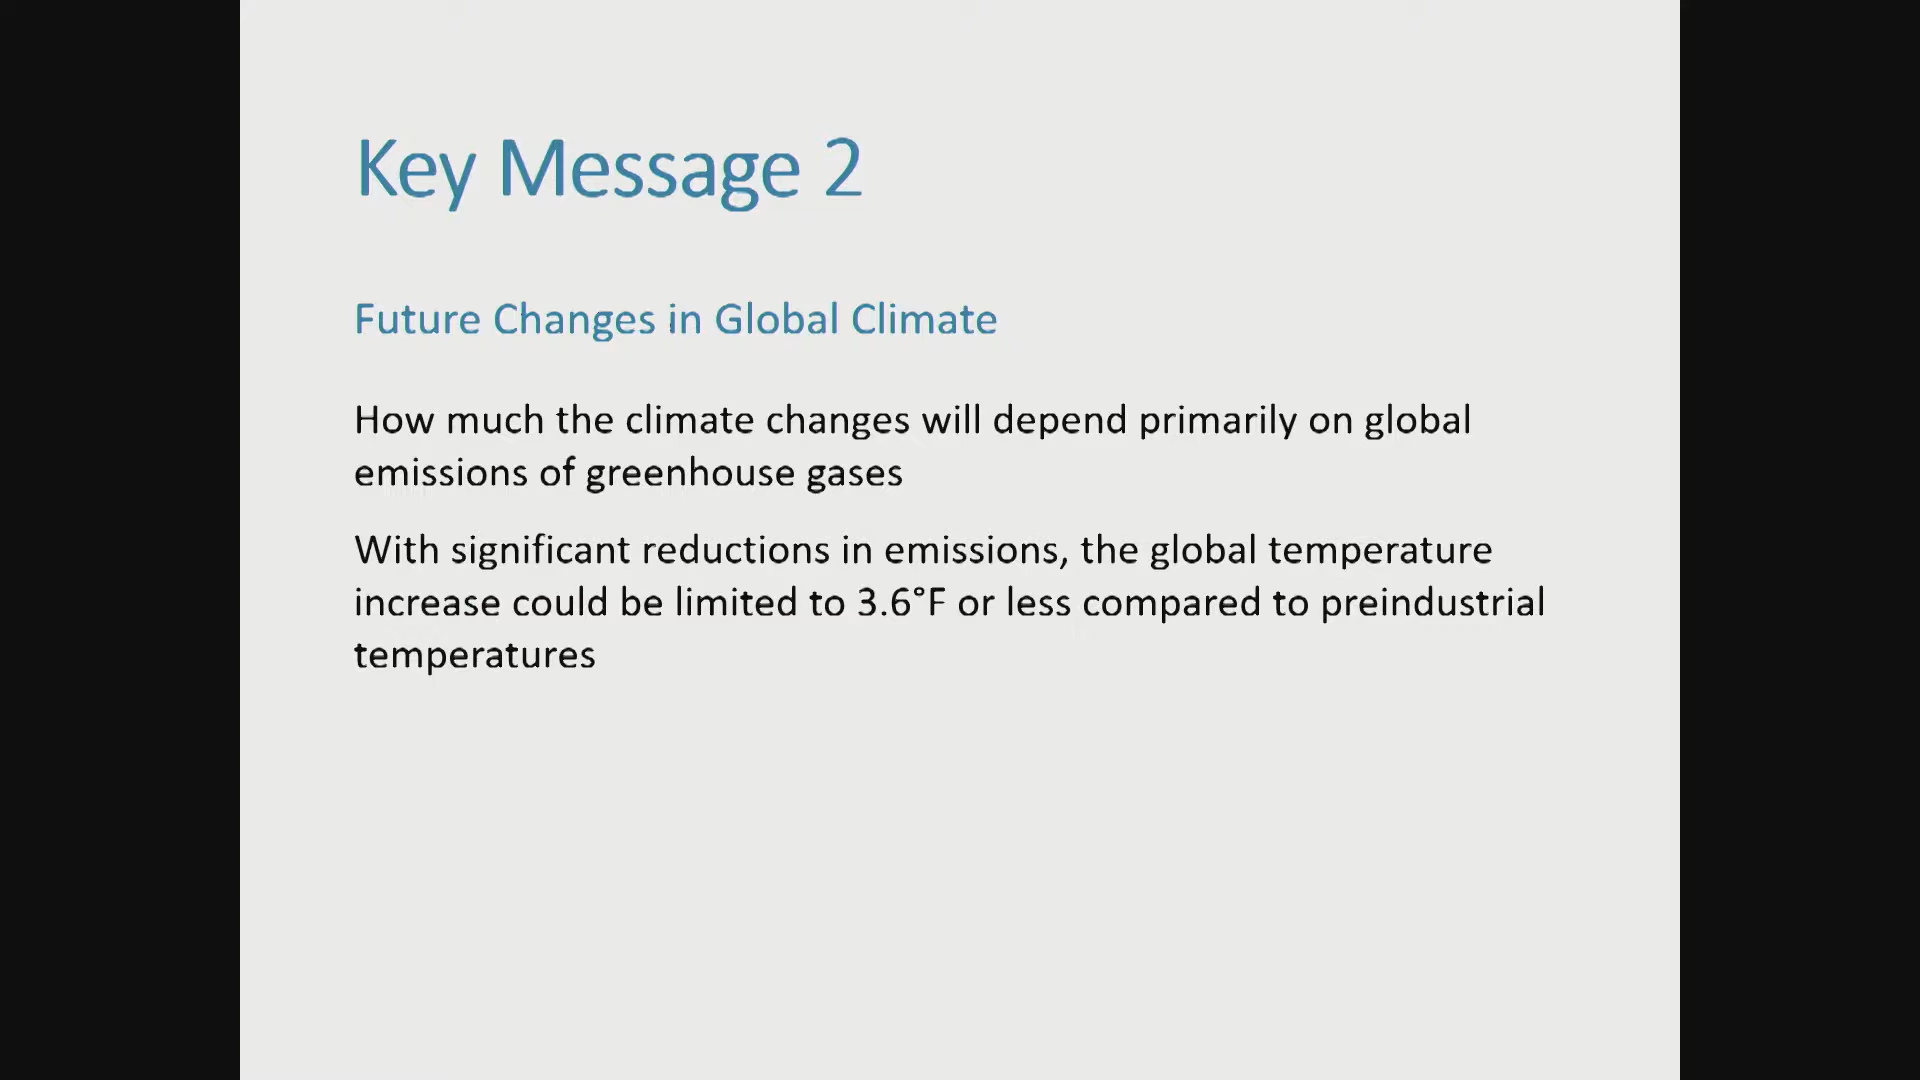 Key Message 2
Future Changes in Global Climate
How much the climate changes will depend primarily on global
emissions of greenhouse gases
With significant reductions in emissions, the global temperature
increase could be limited to 3.6°F or less compared to preindustrial
temperatures